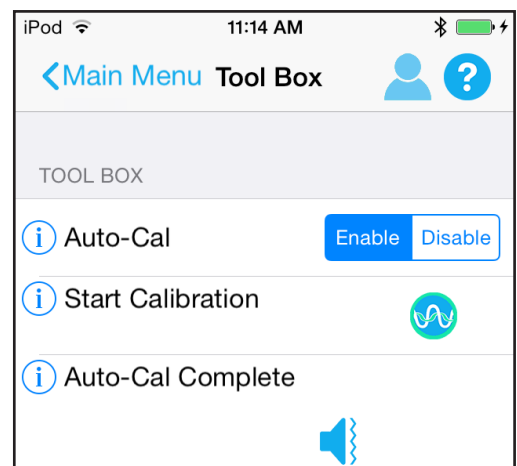 iPod 11:14 AM
Main Menu Tool Box ?
TOOL BOX
i Auto-Cal Enable Disable
i Start Calibration
i Auto-Cal Complete